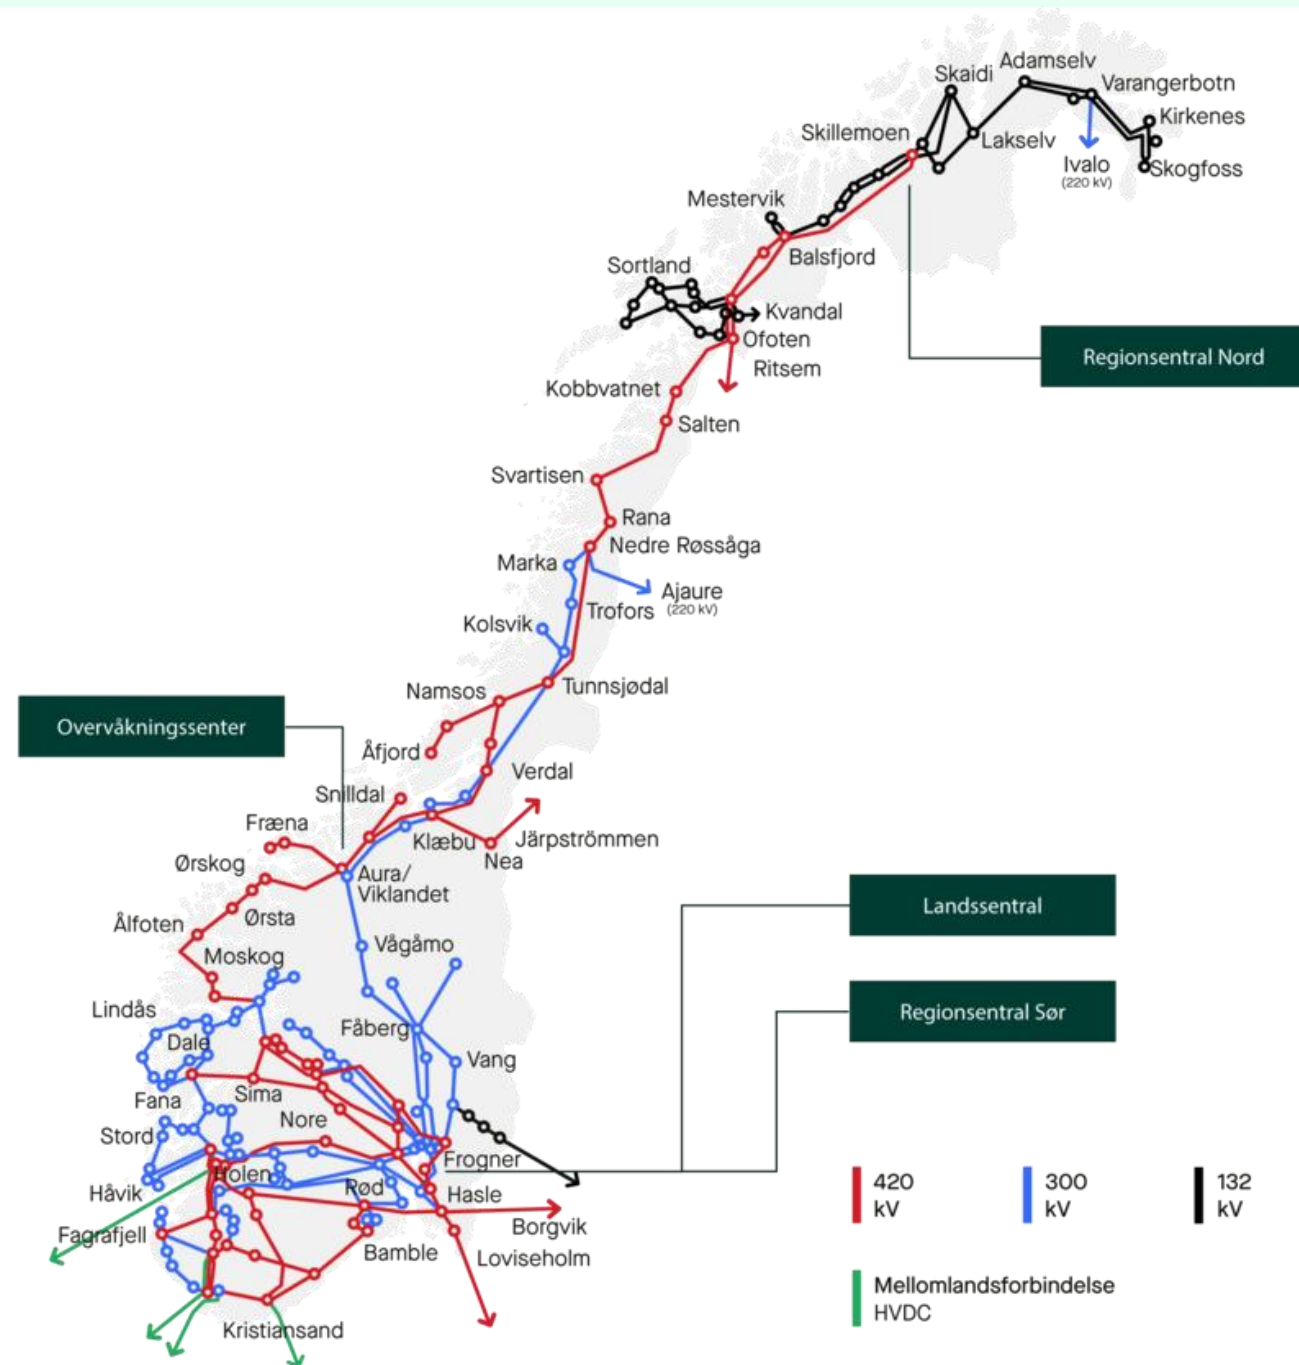 Adamselv
Skaidi
Varangerbotn
Kirkenes
Skillemoen
Lakselv
Ivalo
(220 kV)
Skogfoss
Mestervik
Balsfjord
Sortland
Kvandal
Ofoten
Ritsem
Regionsentral Nord
Kobbvatnet
Salten
Svartisen
Rana
Nedre Røssåga
Marka
Ajaure
(220 kV)
Trofors
Kolsvik
Tunnsjødal
Namsos
Overvåkningssenter
Åfjord
Verdal
Snilldal
Fræna
Klæbu
Järpströmmen
Nea
Ørskog
Aura/
Viklandet
Ørsta
Ålfoten
Landssentral
Vågåmo
Moskog
Lindås
Regionsentral Sør
Fåberg
Dale
Vang
Sima
Fana
Nore
Stord
Frogner
Holen
Rød
Håvik
Hasle
Borgvik
Fagrafjell
Bamble
Loviseholm
Kristiansand
420
kV
300
kV
132
kV
Mellomlandsforbindelse
HVDC